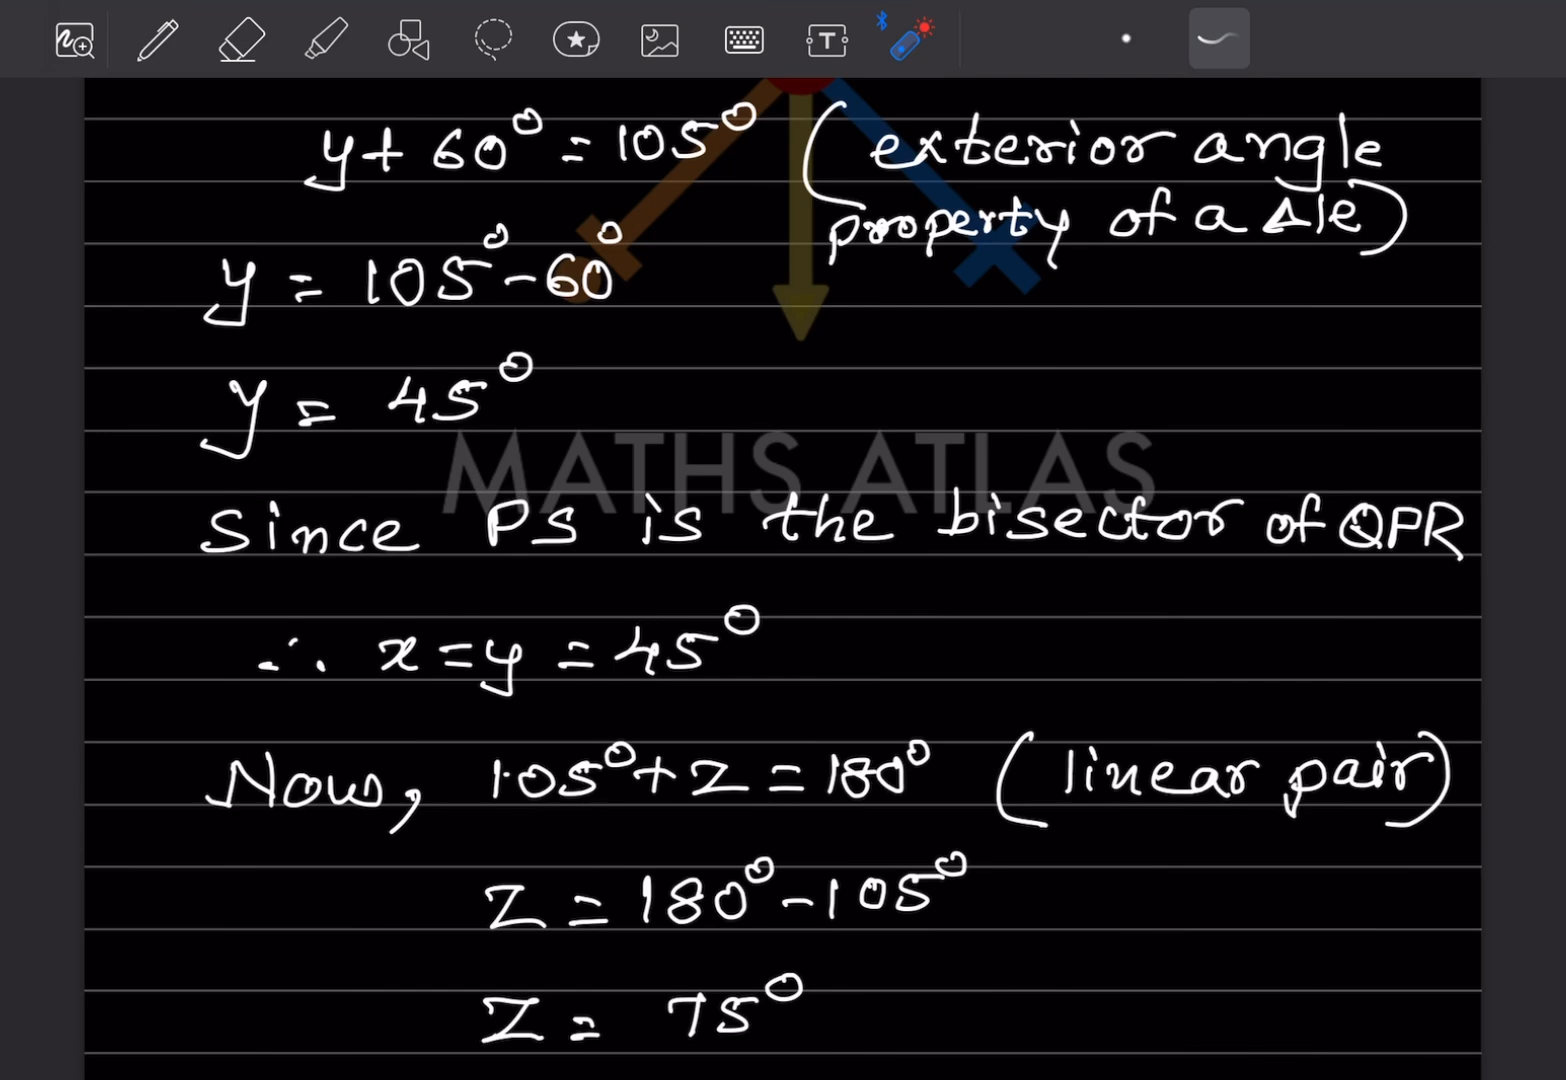 y + 60° = 105° (exterior angle
property of a Δle)
y = 105° - 60°
y = 45°
MATHS ATLAS
Since PS is the bisector of QPR
∴ x = y = 45°
Now, 105° + z = 180° (linear pair)
z = 180° - 105°
z = 75°